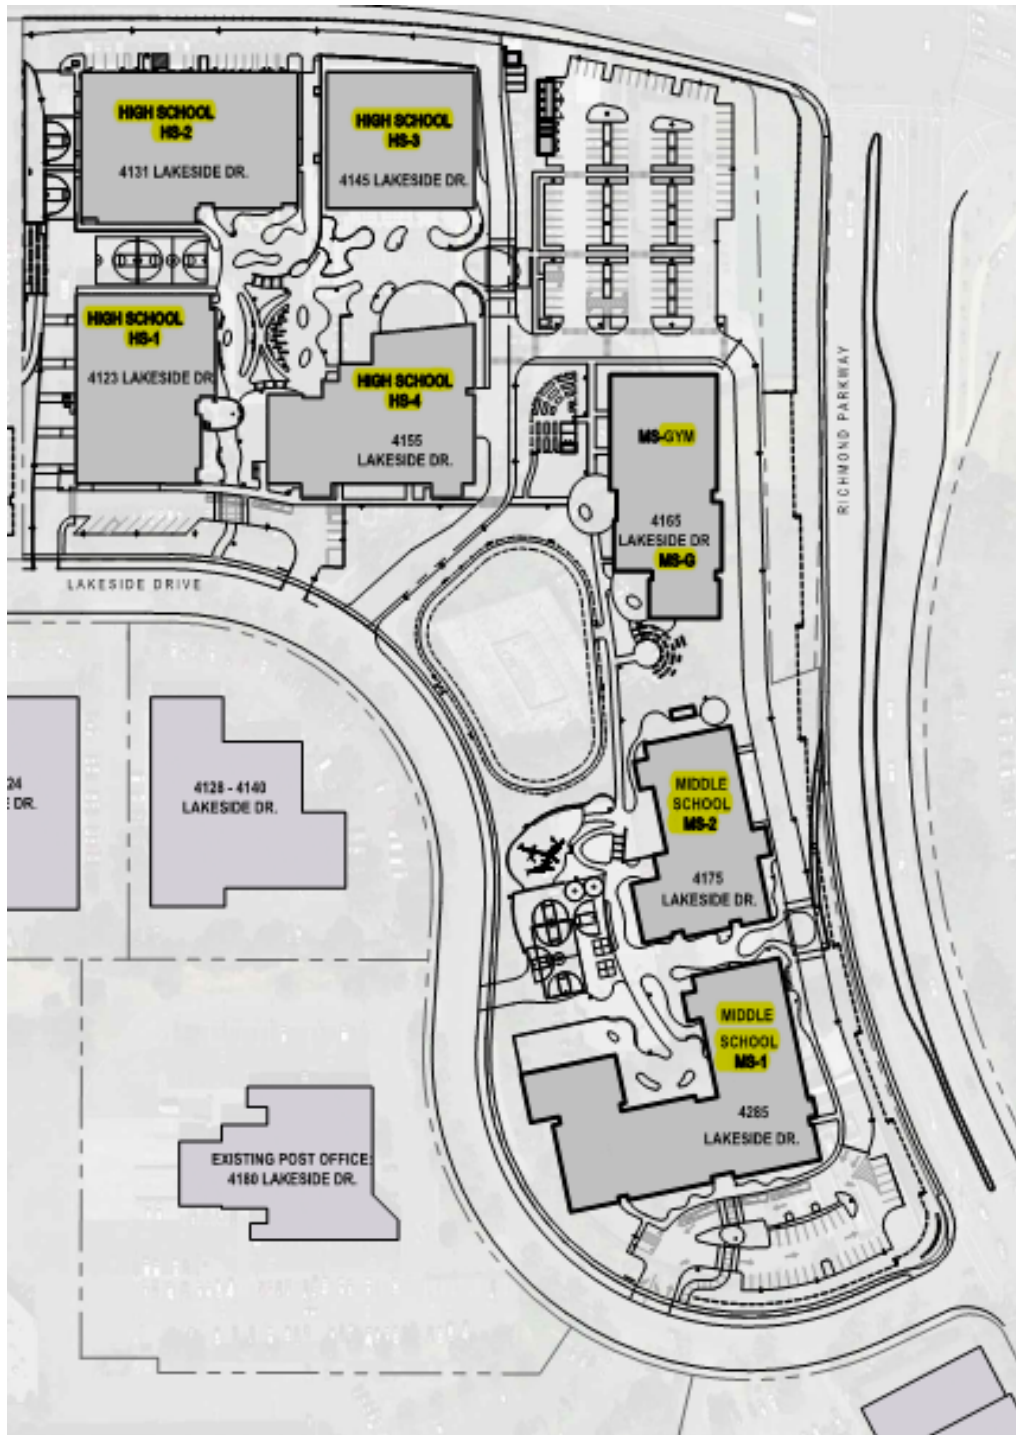 HIGH SCHOOL
HS-2
4131 LAKESIDE DR.
HIGH SCHOOL
HS-3
4145 LAKESIDE DR.
HIGH SCHOOL
HS-1
4123 LAKESIDE DR
HIGH SCHOOL
HS-4
4155
LAKESIDE DR.
MS-GYM
4165
LAKESIDE DR
MS-G
RICHMOND PARKWAY
LAKESIDE DRIVE
24
E DR.
4128 - 4140
LAKESIDE DR.
MIDDLE
SCHOOL
MS-2
4175
LAKESIDE DR.
MIDDLE
SCHOOL
MS-1
4285
LAKESIDE DR.
EXISTING POST OFFICE:
4180 LAKESIDE DR.